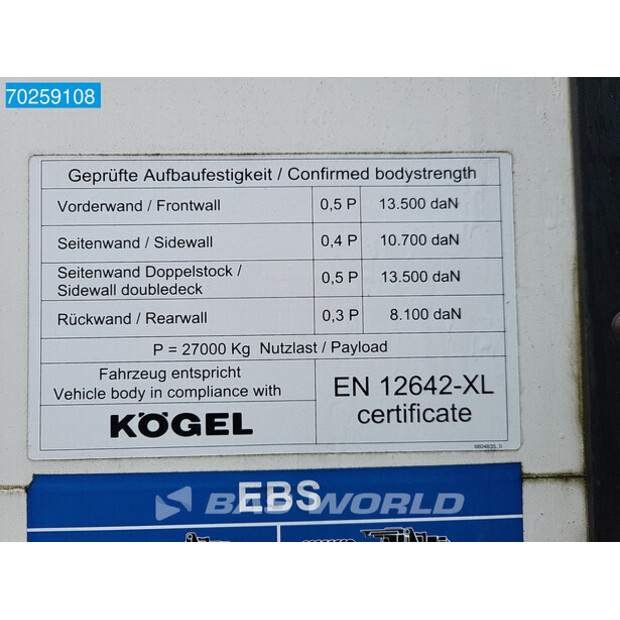 70259108
Geprüfte Aufbaufestigkeit / Confirmed bodystrength
Vorderwand / Frontwall 0,5 P 13.500 daN
Seitenwand / Sidewall 0,4 P 10.700 daN
Seitenwand Doppelstock /
Sidewall doubledeck 0,5 P 13.500 daN
Rückwand / Rearwall 0,3 P 8.100 daN
P = 27000 Kg Nutzlast / Payload
Fahrzeug entspricht
Vehicle body in compliance with
KÖGEL
EN 12642-XL
certificate
EBS
BAS WORLD